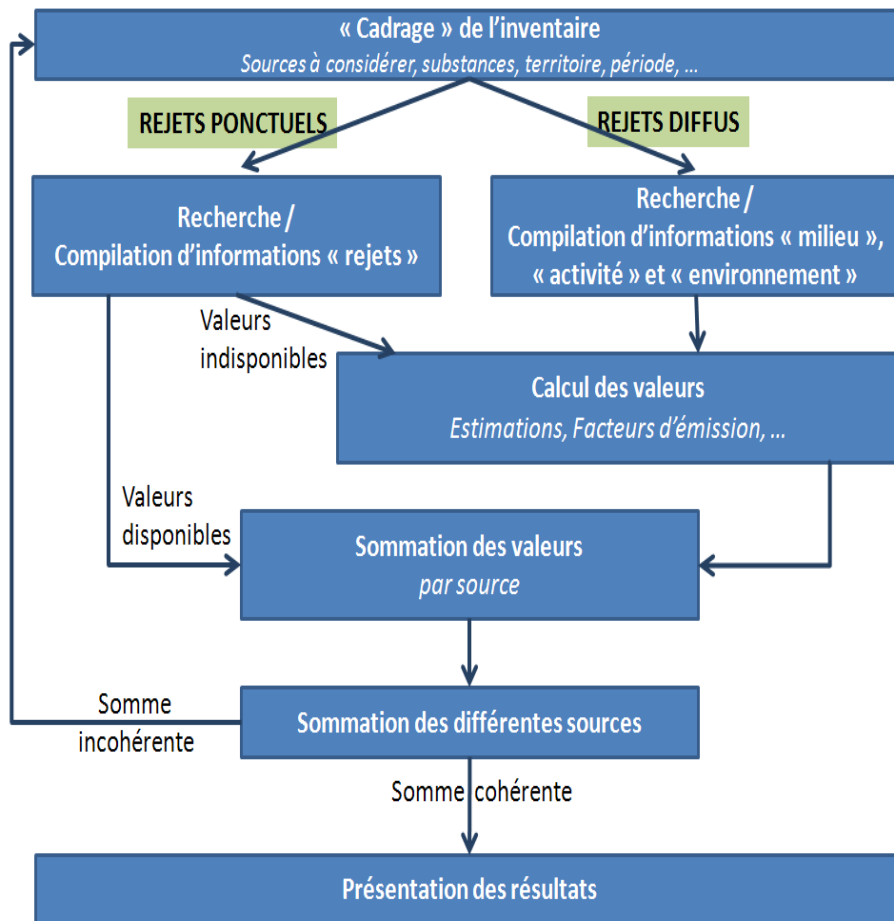 « Cadrage » de l’inventaire
Sources à considérer, substances, territoire, période, ...
REJETS PONCTUELS
REJETS DIFFUS
Recherche /
Compilation d’informations « rejets »
Recherche /
Compilation d’informations « milieu »,
« activité » et « environnement »
Valeurs
indisponibles
Calcul des valeurs
Estimations, Facteurs d’émission, ...
Valeurs
disponibles
Sommation des valeurs
par source
Somme
incohérente
Sommation des différentes sources
Somme cohérente
Présentation des résultats